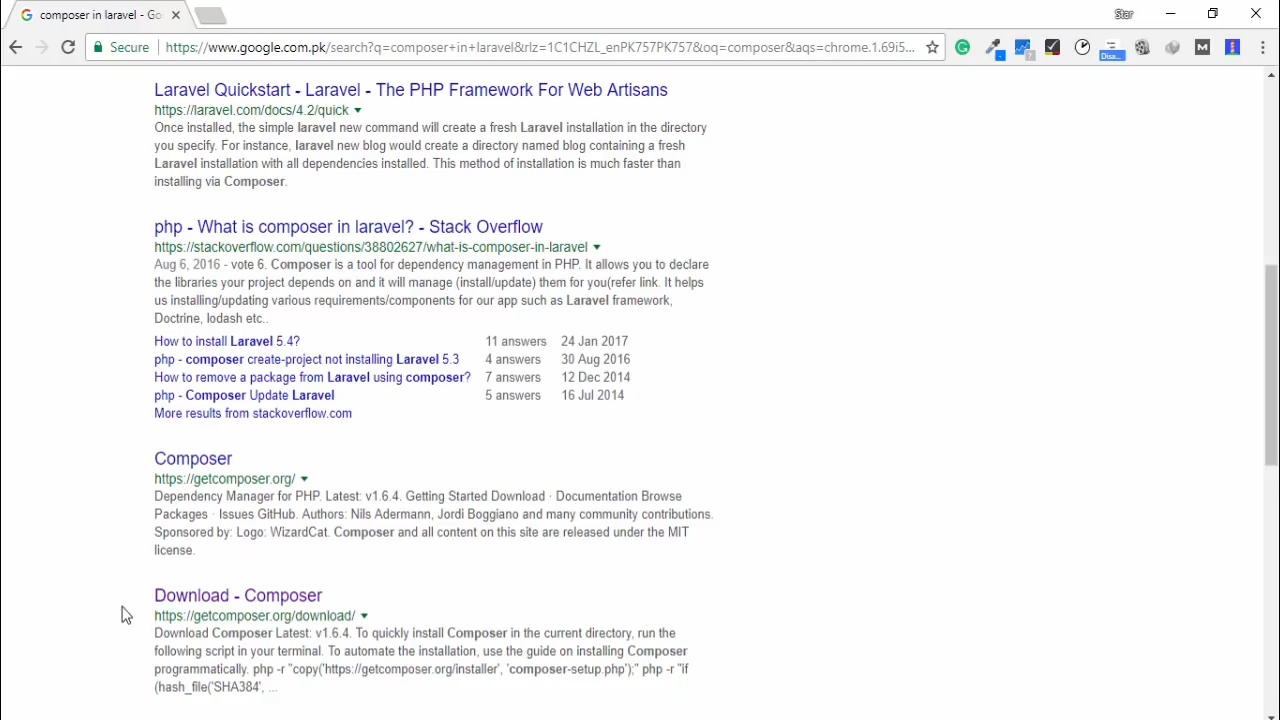 composer in laravel - Go
Star
Secure
https://www.google.com.pk/search?q=composer+in+laravel&rlz=1C1CHZL_enPK757PK757&oq=composer&aqs=chrome.1.69i5...
Disa...
7
M
Laravel Quickstart - Laravel - The PHP Framework For Web Artisans
https://laravel.com/docs/4.2/quick
Once installed, the simple laravel new command will create a fresh Laravel installation in the directory
you specify. For instance, laravel new blog would create a directory named blog containing a fresh
Laravel installation with all dependencies installed. This method of installation is much faster than
installing via Composer.
php - What is composer in laravel? - Stack Overflow
https://stackoverflow.com/questions/38802627/what-is-composer-in-laravel
Aug 6, 2016 - vote 6. Composer is a tool for dependency management in PHP. It allows you to declare
the libraries your project depends on and it will manage (install/update) them for you(refer link. It helps
us installing/updating various requirements/components for our app such as Laravel framework,
Doctrine, lodash etc..
How to install Laravel 5.4? 11 answers 24 Jan 2017
php - composer create-project not installing Laravel 5.3 4 answers 30 Aug 2016
How to remove a package from Laravel using composer? 7 answers 12 Dec 2014
php - Composer Update Laravel 5 answers 16 Jul 2014
More results from stackoverflow.com
Composer
https://getcomposer.org/
Dependency Manager for PHP. Latest: v1.6.4. Getting Started Download · Documentation Browse
Packages · Issues GitHub. Authors: Nils Adermann, Jordi Boggiano and many community contributions.
Sponsored by: Logo: WizardCat. Composer and all content on this site are released under the MIT
license.
Download - Composer
https://getcomposer.org/download/
Download Composer Latest: v1.6.4. To quickly install Composer in the current directory, run the
following script in your terminal. To automate the installation, use the guide on installing Composer
programmatically. php -r "copy('https://getcomposer.org/installer', 'composer-setup.php');" php -r "if
(hash_file('SHA384', ...